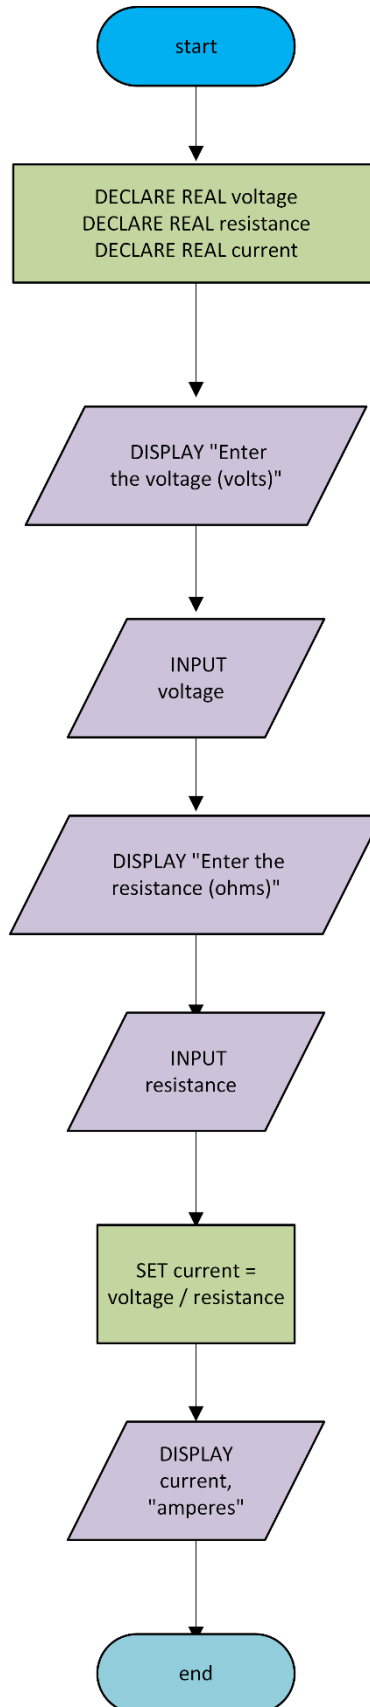 start
DECLARE REAL voltage
DECLARE REAL resistance
DECLARE REAL current
DISPLAY "Enter
the voltage (volts)"
INPUT
voltage
DISPLAY "Enter the
resistance (ohms)"
INPUT
resistance
SET current =
voltage / resistance
DISPLAY
current,
"amperes"
end